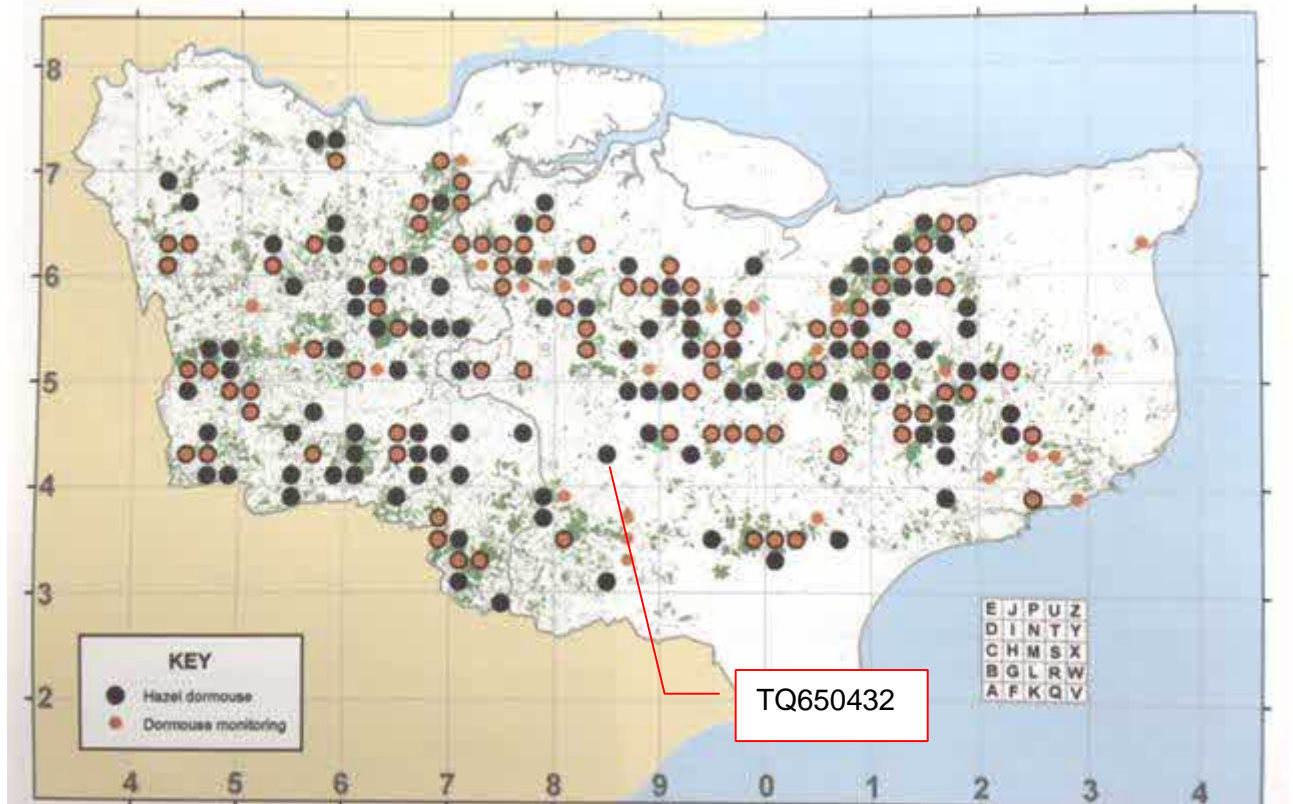 8
7
6
5
4
3
2
E J P U Z
D I N T Y
C H M S X
B G L R W
A F K Q V
KEY
Hazel dormouse
Dormouse monitoring
TQ650432
4 5 6 7 8 9 0 1 2 3 4